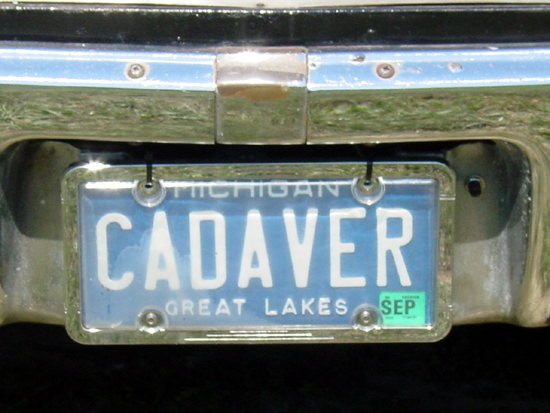 MICHIGAN
CADAVER
GREAT LAKES
SEP